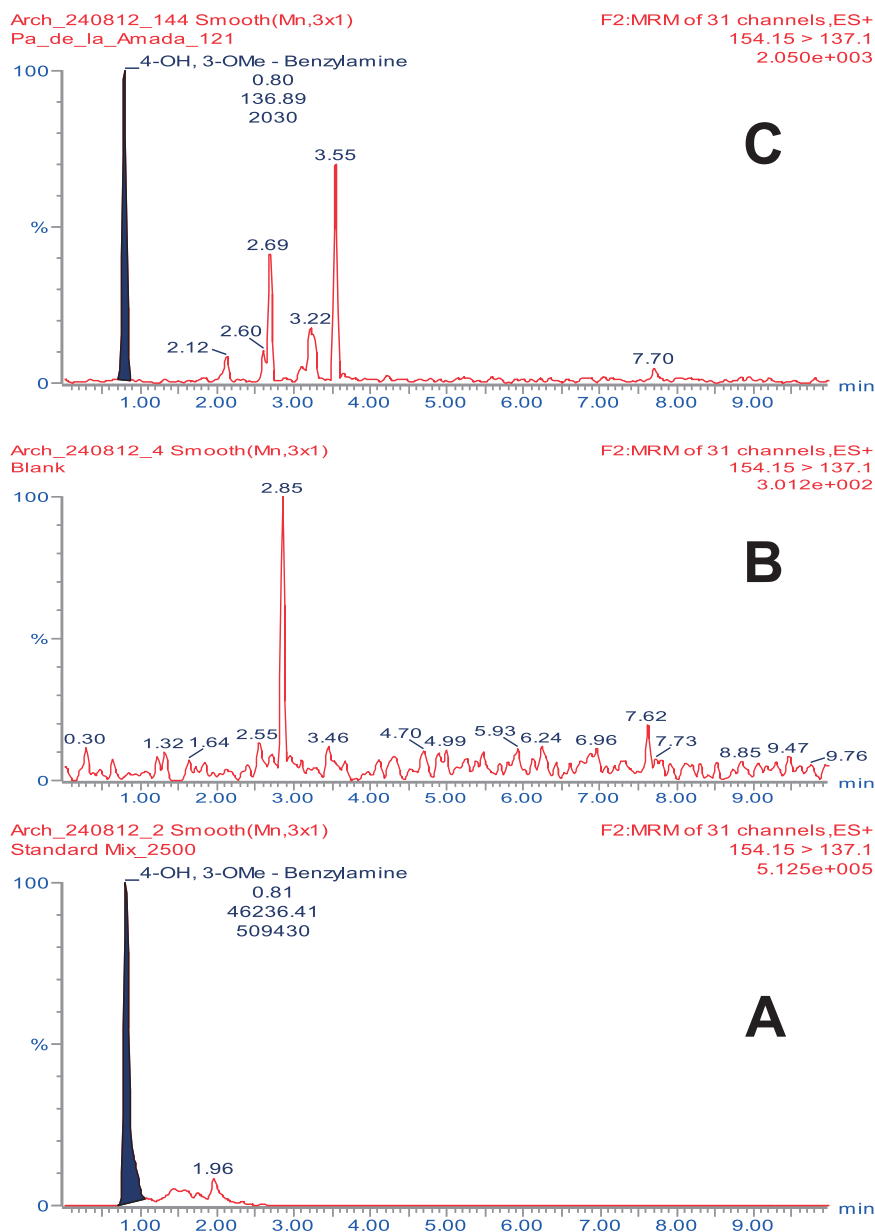 Arch_240812_144 Smooth(Mn,3x1)
Pa_de_la_Amada_121
F2:MRM of 31 channels,ES+
154.15 > 137.1
2.050e+003
_4-OH, 3-OMe - Benzylamine
0.80
136.89
2030
C
100
%
0
2.12
2.60
2.69
3.22
3.55
7.70
1.00 2.00 3.00 4.00 5.00 6.00 7.00 8.00 9.00 min
Arch_240812_4 Smooth(Mn,3x1)
Blank
F2:MRM of 31 channels,ES+
154.15 > 137.1
3.012e+002
B
100
%
0
0.30
1.32
1.64
2.55
2.85
3.46
4.70
4.99
5.93
6.24
6.96
7.62
7.73
8.85
9.47
9.76
1.00 2.00 3.00 4.00 5.00 6.00 7.00 8.00 9.00 min
Arch_240812_2 Smooth(Mn,3x1)
Standard Mix_2500
F2:MRM of 31 channels,ES+
154.15 > 137.1
5.125e+005
_4-OH, 3-OMe - Benzylamine
0.81
46236.41
509430
A
100
%
0
1.96
1.00 2.00 3.00 4.00 5.00 6.00 7.00 8.00 9.00 min